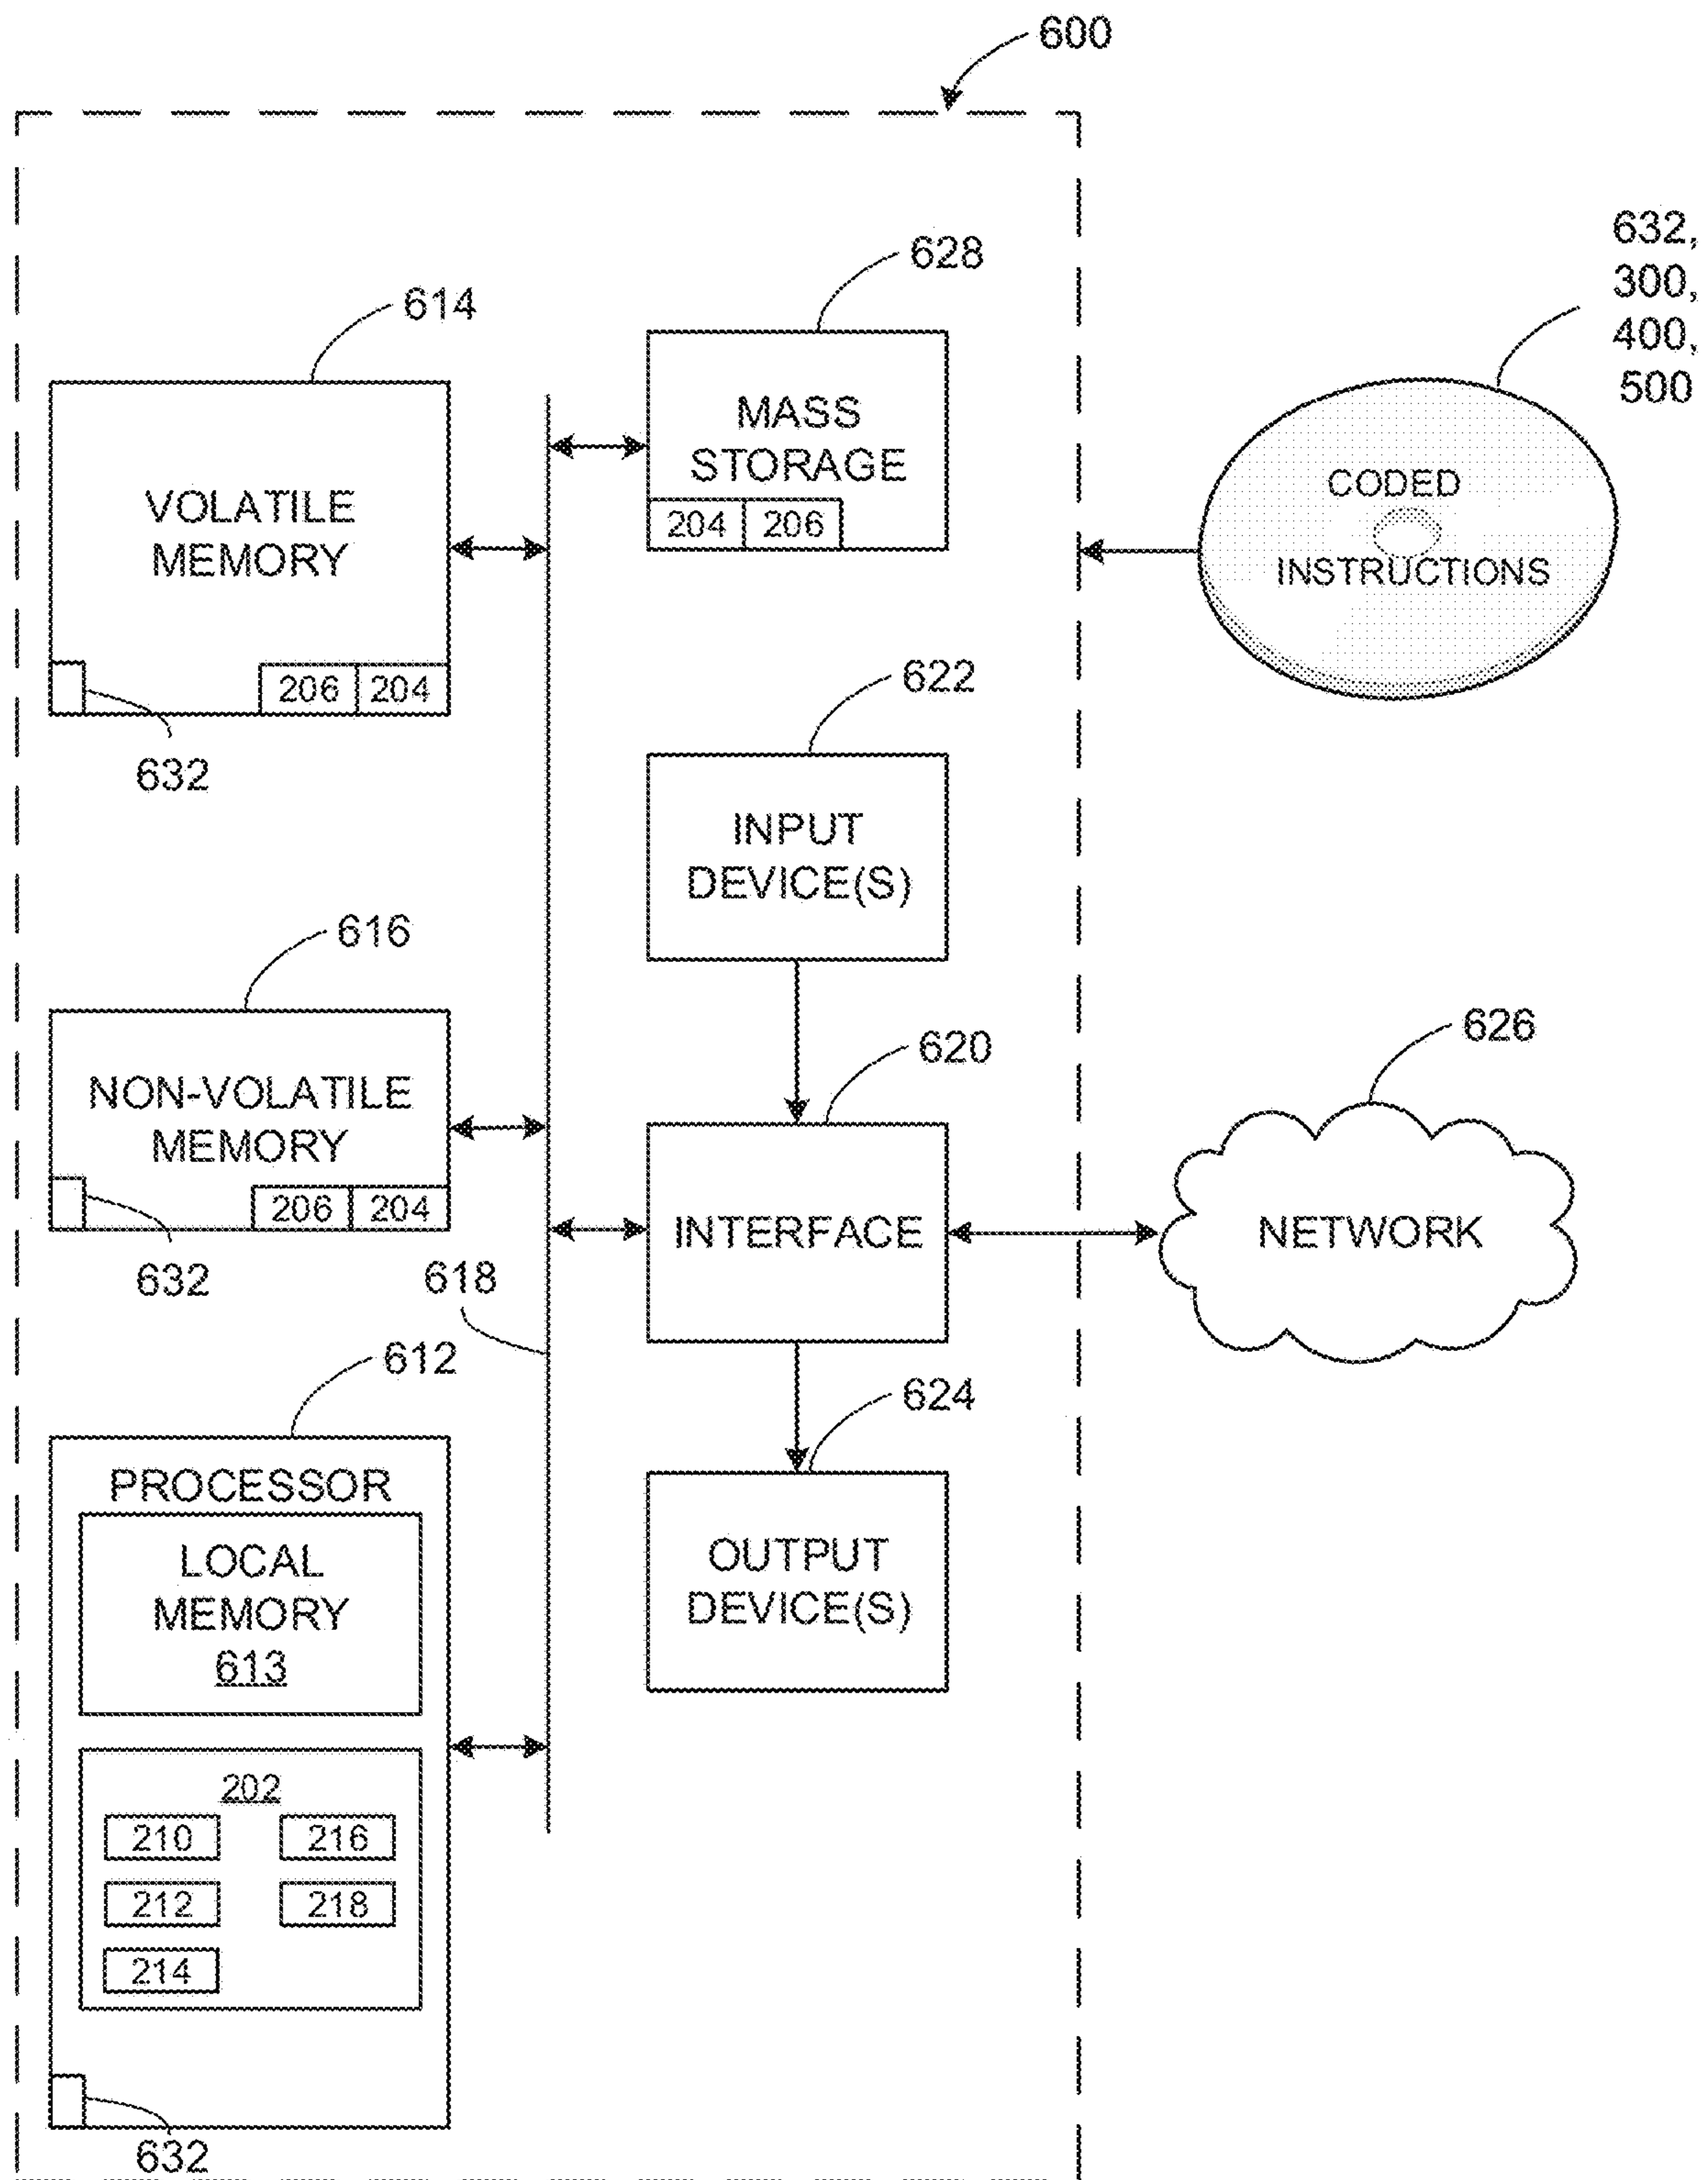 600
632,
300,
400,
500
628
614
MASS
STORAGE
204 206
VOLATILE
MEMORY
206 204
632
CODED
INSTRUCTIONS
622
INPUT
DEVICE(S)
616
NON-VOLATILE
MEMORY
206 204
632
620
INTERFACE
626
NETWORK
618
612
PROCESSOR
LOCAL
MEMORY
613
202
210 216
212 218
214
632
624
OUTPUT
DEVICE(S)